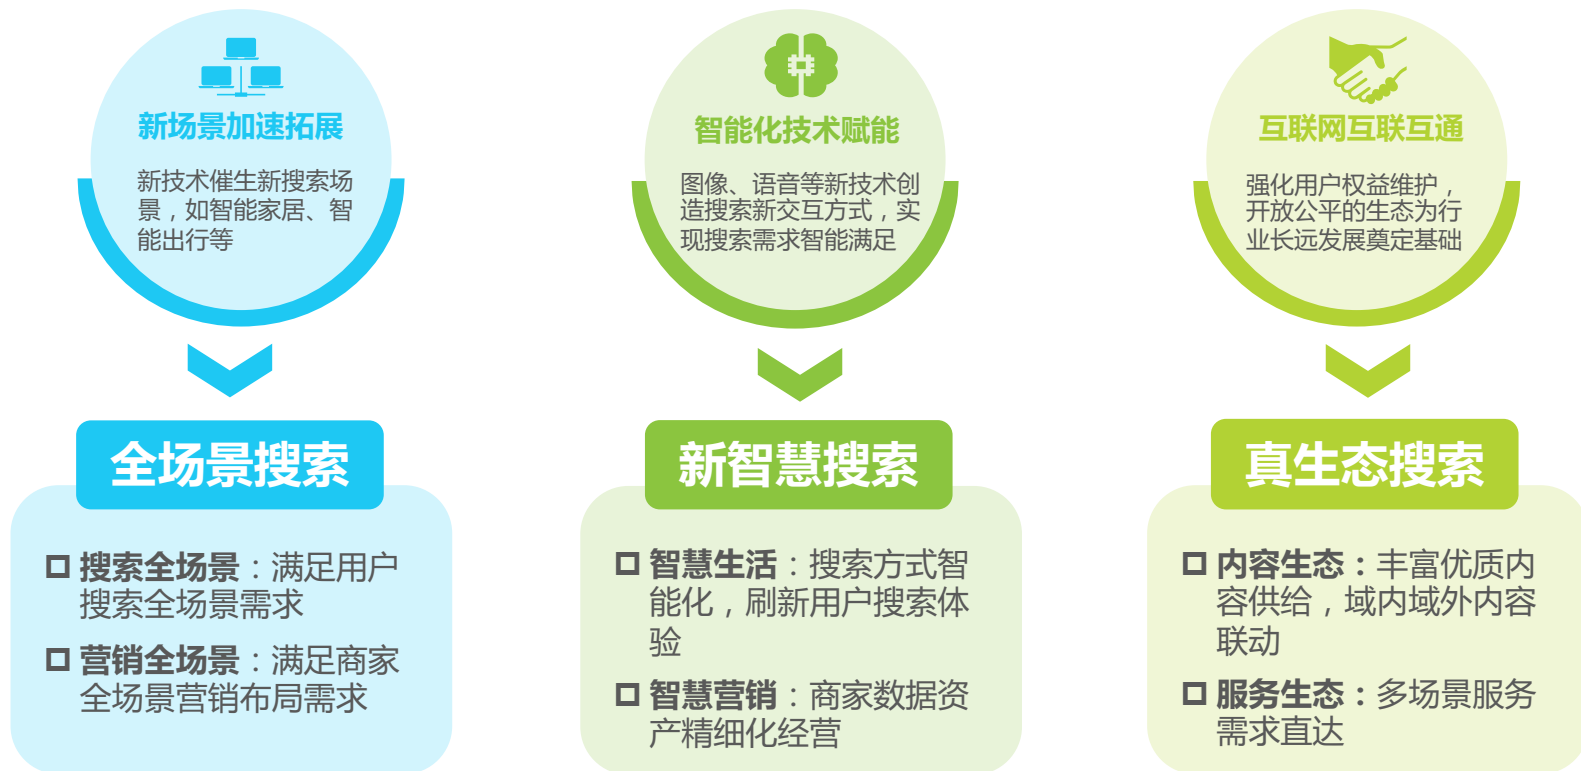 新场景加速拓展
新技术催生新搜索场
景，如智能家居、智
能出行等
全场景搜索
搜索全场景：满足用户
搜索全场景需求
营销全场景：满足商家
全场景营销布局需求
智能化技术赋能
图像、语音等新技术创
造搜索新交互方式，实
现搜索需求智能满足
新智慧搜索
智慧生活：搜索方式智
能化，刷新用户搜索体
验
智慧营销：商家数据资
产精细化经营
互联网互联互通
强化用户权益维护，
开放公平的生态为行
业长远发展奠定基础
真生态搜索
内容生态：丰富优质内
容供给，域内域外内容
联动
服务生态：多场景服务
需求直达